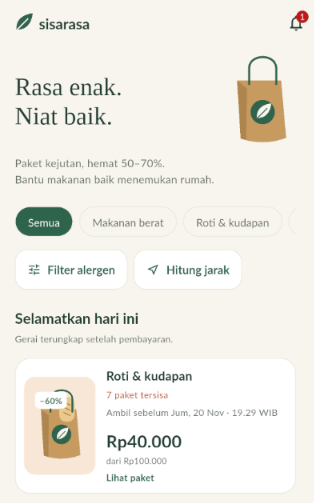 sisarasa
1
Rasa enak.
Niat baik.
Paket kejutan, hemat 50–70%.
Bantu makanan baik menemukan rumah.
Semua
Makanan berat
Roti & kudapan
Filter alergen
Hitung jarak
Selamatkan hari ini
Gerai terungkap setelah pembayaran.
Roti & kudapan
–60%
7 paket tersisa
Ambil sebelum Jum, 20 Nov · 19.29 WIB
Rp40.000
dari Rp100.000
Lihat paket